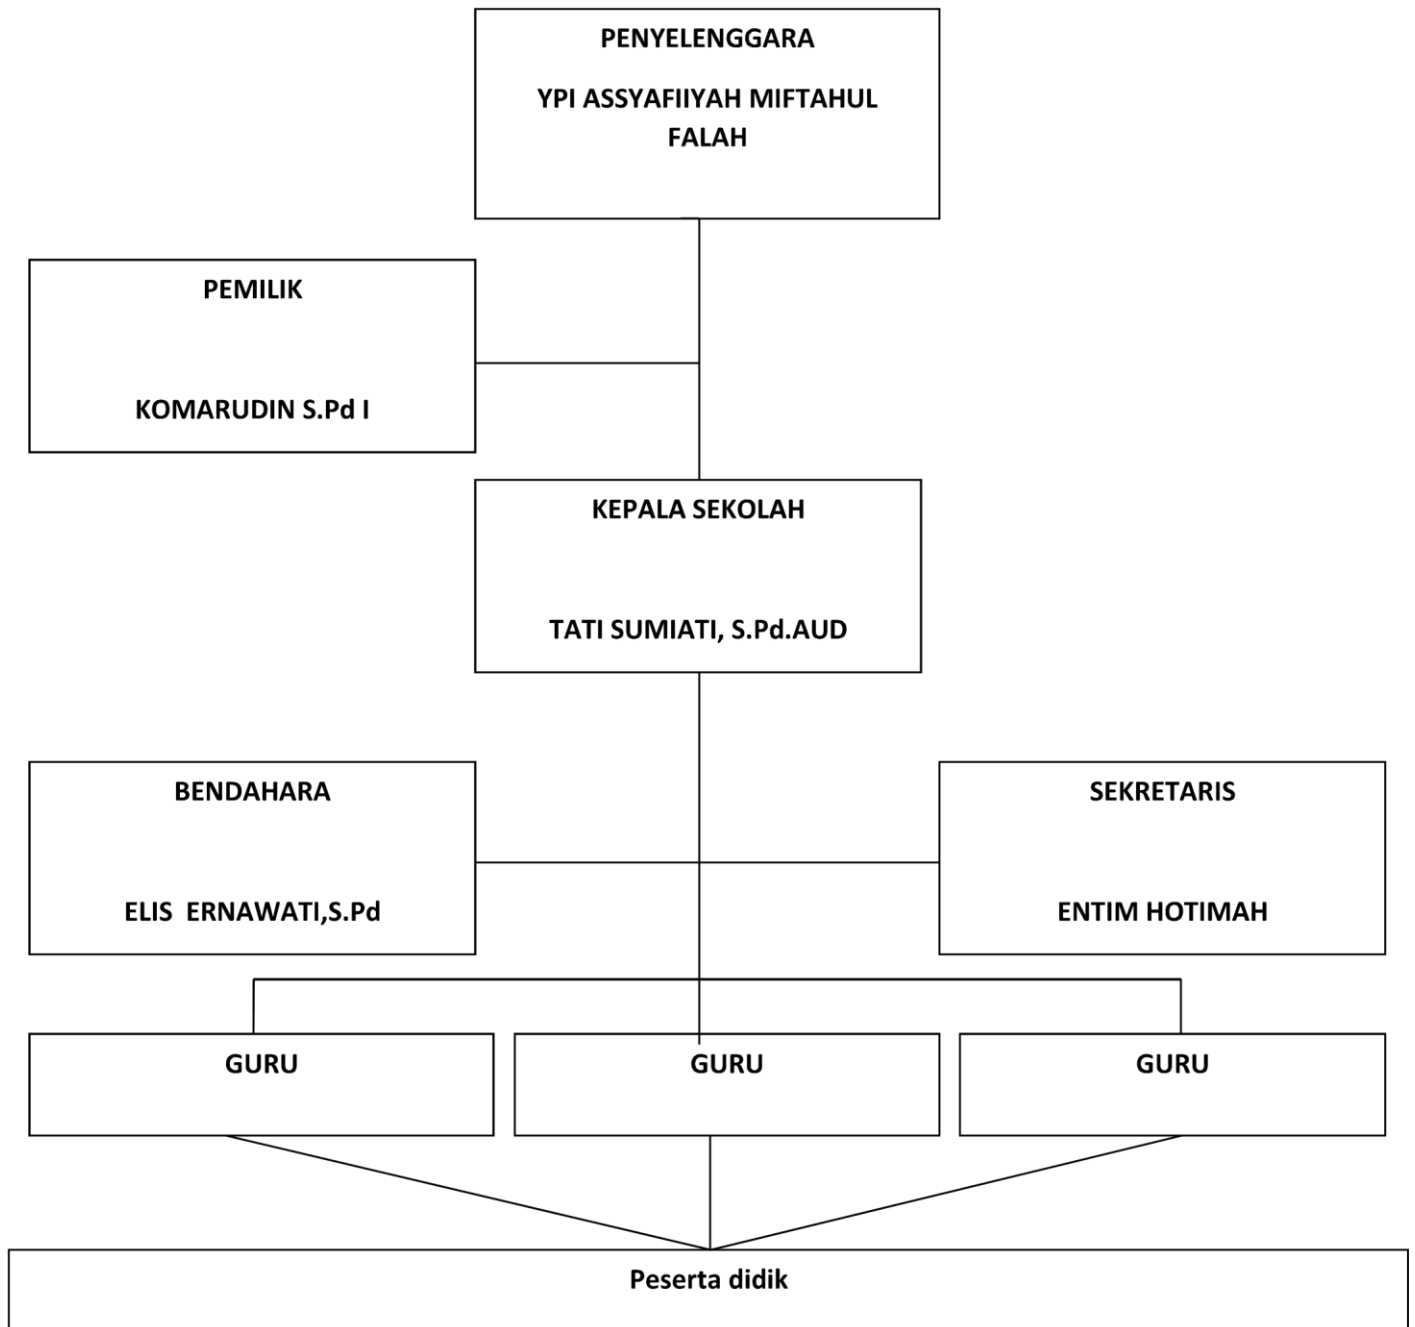 PENYELENGGARA
YPI ASSYAFIIYAH MIFTAHUL
FALAH
PEMILIK
KOMARUDIN S.Pd I
KEPALA SEKOLAH
TATI SUMIATI, S.Pd.AUD
BENDAHARA
ELIS  ERNAWATI,S.Pd
SEKRETARIS
ENTIM HOTIMAH
GURU
GURU
GURU
Peserta didik